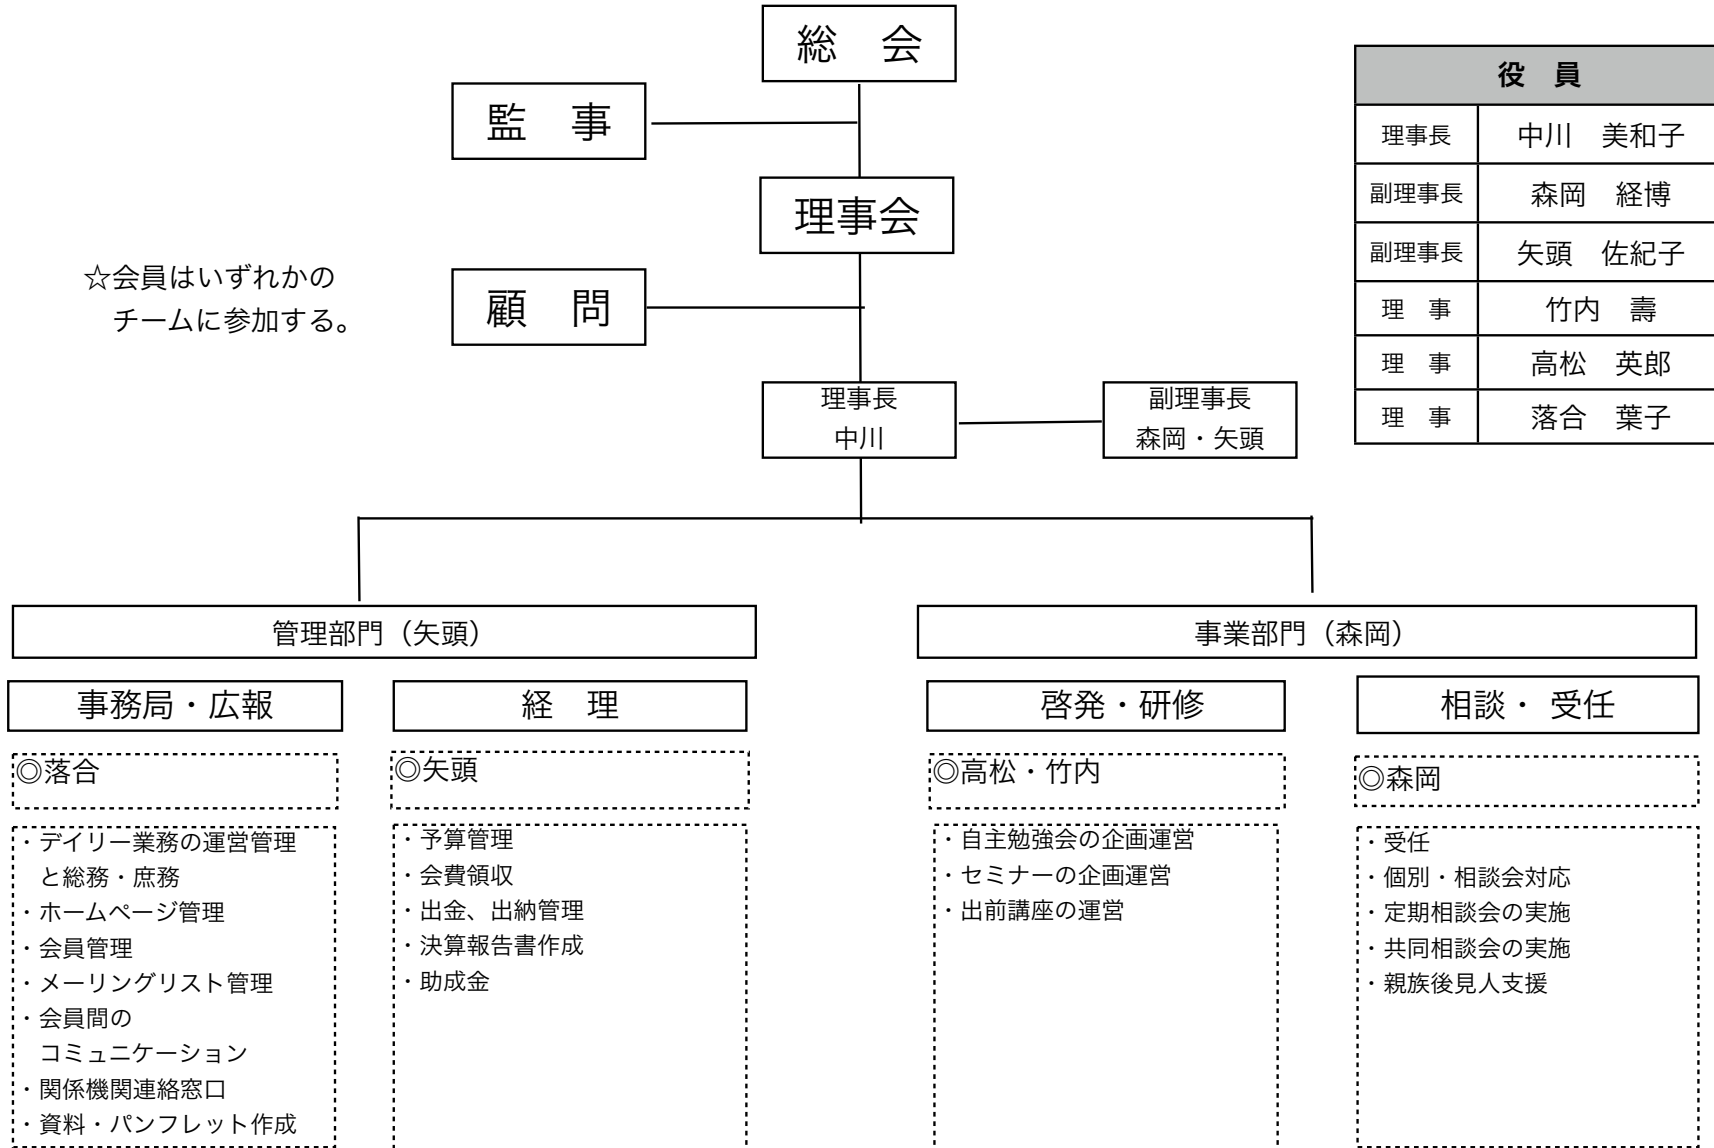 総　会
監　事
理事会
☆会員はいずれかの
チームに参加する。
顧　問
理事長
中川
副理事長
森岡・矢頭
役　員
理事長　中川　美和子
副理事長　森岡　経博
副理事長　矢頭　佐紀子
理　事　竹内　壽
理　事　高松　英郎
理　事　落合　葉子
管理部門（矢頭）
事務局・広報
◎落合
・デイリー業務の運営管理
と総務・庶務
・ホームページ管理
・会員管理
・メーリングリスト管理
・会員間の
コミュニケーション
・関係機関連絡窓口
・資料・パンフレット作成
経　理
◎矢頭
・予算管理
・会費領収
・出金、出納管理
・決算報告書作成
・助成金
事業部門（森岡）
啓発・研修
◎高松・竹内
・自主勉強会の企画運営
・セミナーの企画運営
・出前講座の運営
相談・ 受任
◎森岡
・受任
・個別・相談会対応
・定期相談会の実施
・共同相談会の実施
・親族後見人支援